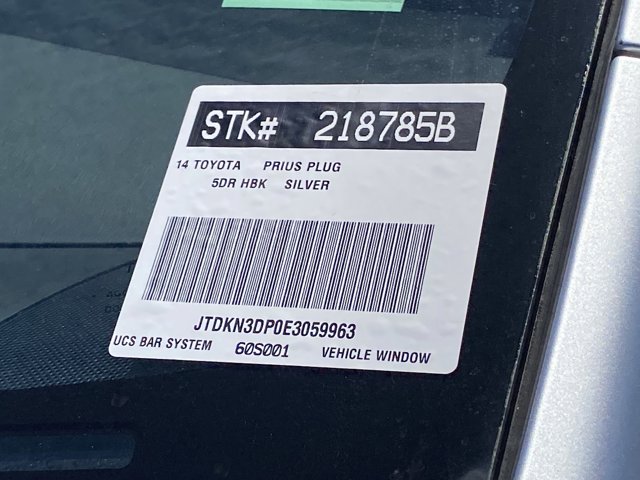 STK# 218785B
14 TOYOTA PRIUS PLUG
5DR HBK SILVER
JTDKN3DP0E3059963
UCS BAR SYSTEM 60S001 VEHICLE WINDOW